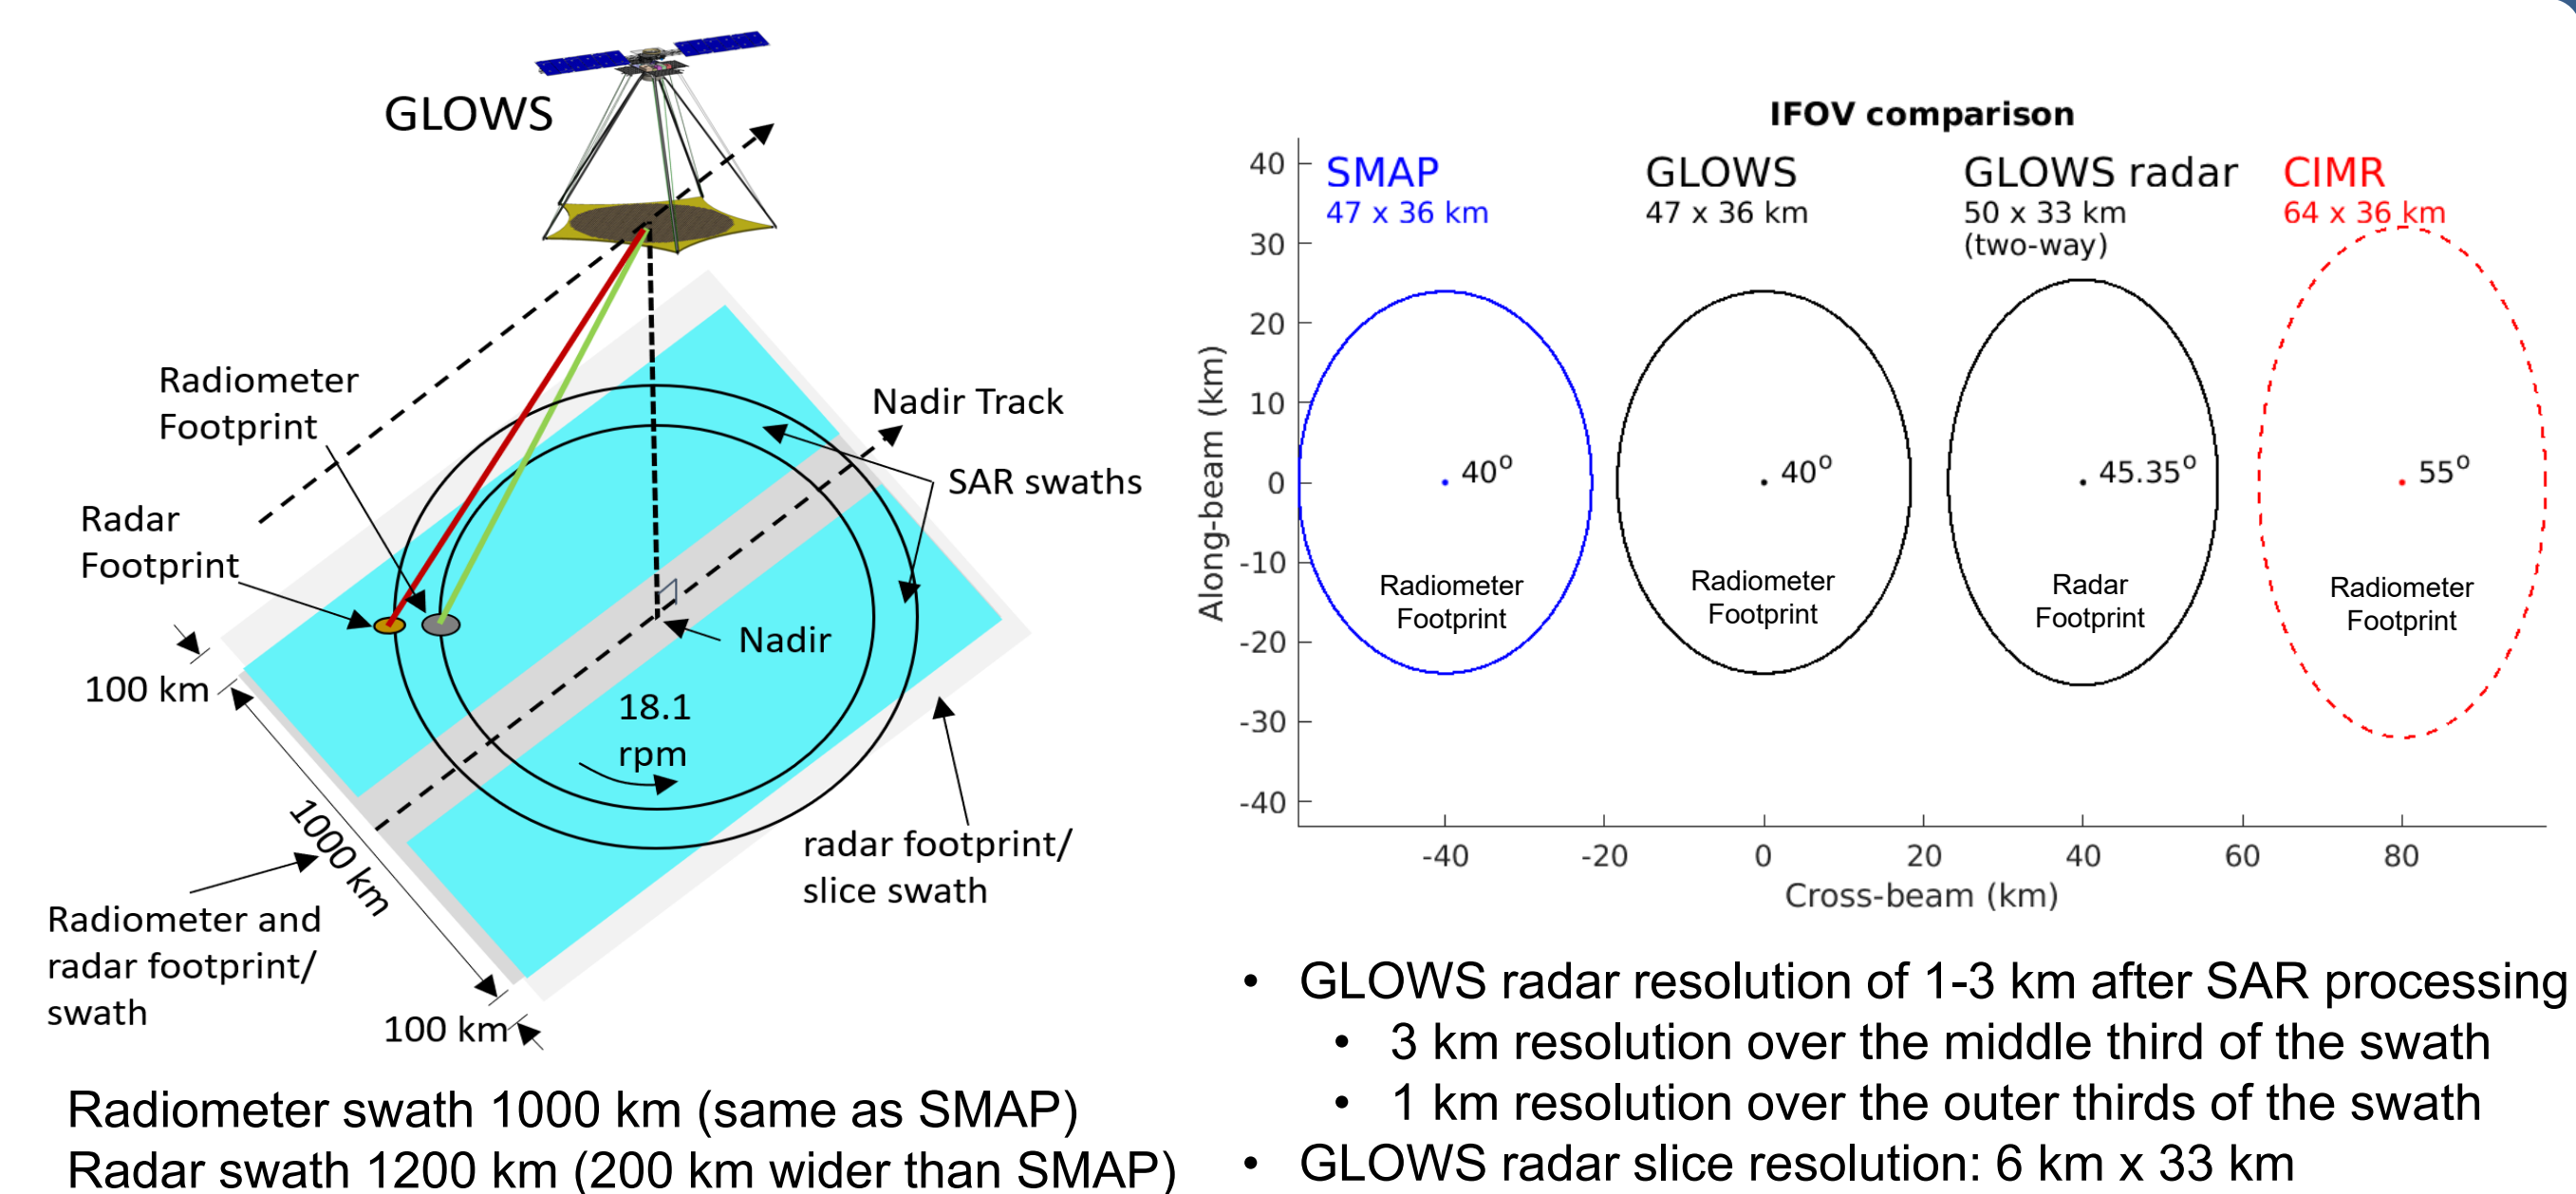 GLOWS
Radiometer
Footprint
Radar
Footprint
Nadir Track
SAR swaths
Nadir
18.1
rpm
100 km
1000 km
100 km
radar footprint/
slice swath
Radiometer and
radar footprint/
swath
Radiometer swath 1000 km (same as SMAP)
Radar swath 1200 km (200 km wider than SMAP)
IFOV comparison
SMAP
47 x 36 km
GLOWS
47 x 36 km
GLOWS radar
50 x 33 km
(two-way)
CIMR
64 x 36 km
40
30
20
10
0
-10
-20
-30
-40
Along-beam (km)
40°
40°
45.35°
55°
Radiometer
Footprint
Radiometer
Footprint
Radar
Footprint
Radiometer
Footprint
-40 -20 0 20 40 60 80
Cross-beam (km)
• GLOWS radar resolution of 1-3 km after SAR processing
• 3 km resolution over the middle third of the swath
• 1 km resolution over the outer thirds of the swath
• GLOWS radar slice resolution: 6 km x 33 km